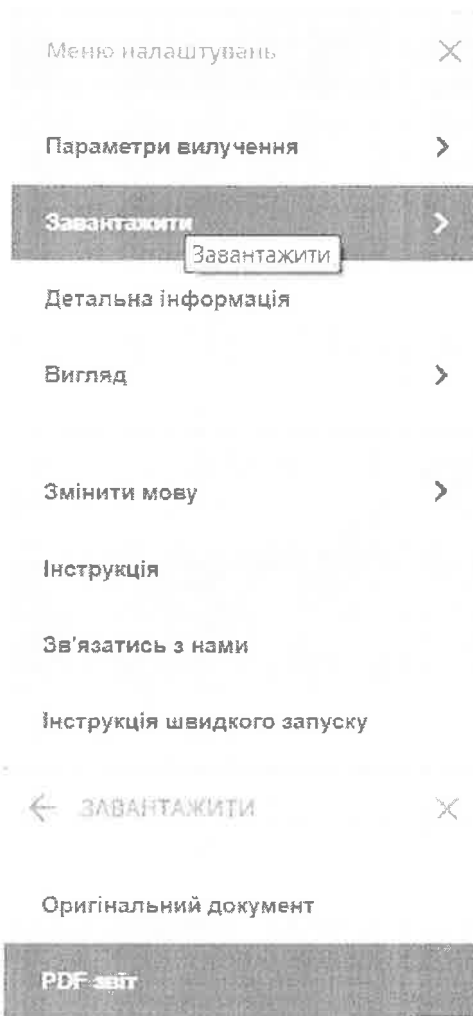 Меню налаштувань
Параметри вилучення
Завантажити
Завантажити
Детальна інформація
Вигляд
Змінити мову
Інструкція
Зв'язатись з нами
Інструкція швидкого запуску
ЗАВАНТАЖИТИ
Оригінальний документ
PDF звіт